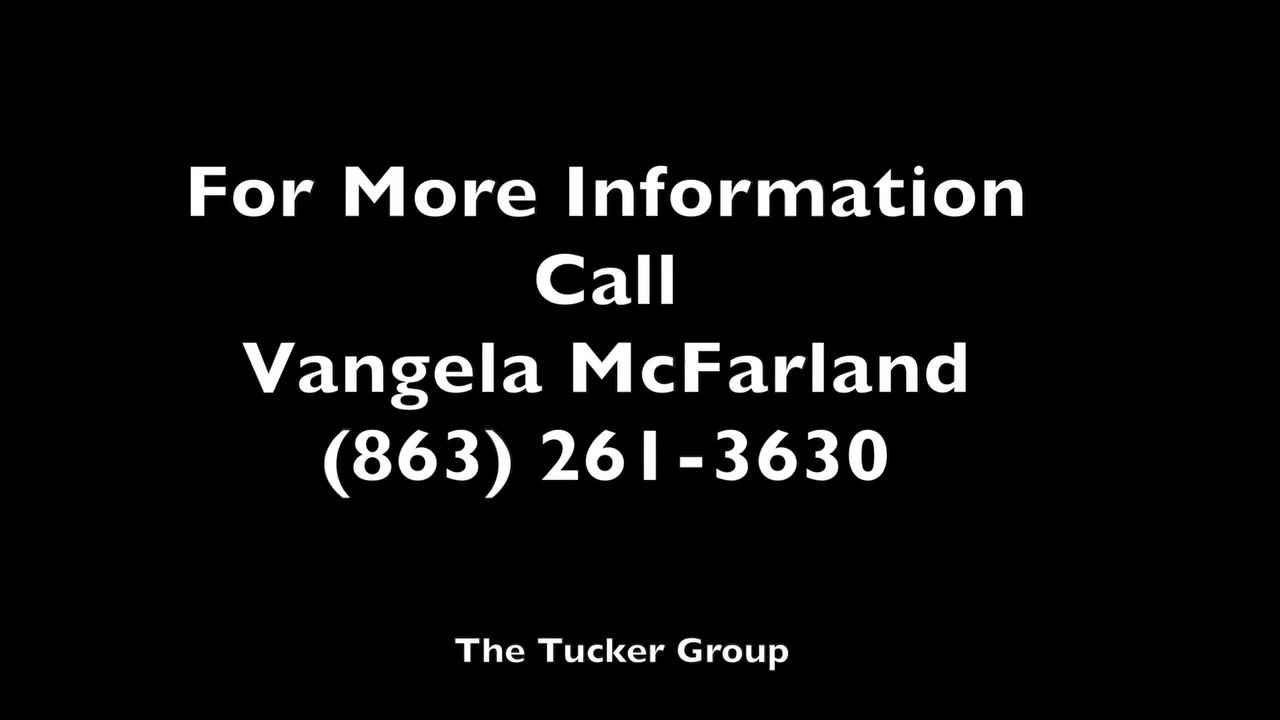 For More Information
Call
Vangela McFarland
(863) 261-3630
The Tucker Group